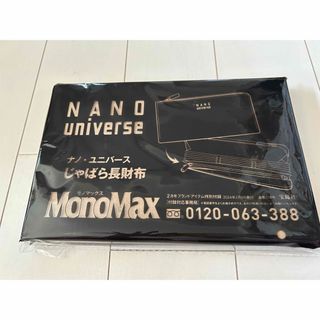 NANO
universe
NANO
universe
ナノ・ユニバース
じゃばら長財布
モノマックス
MonoMax
0120-063-388